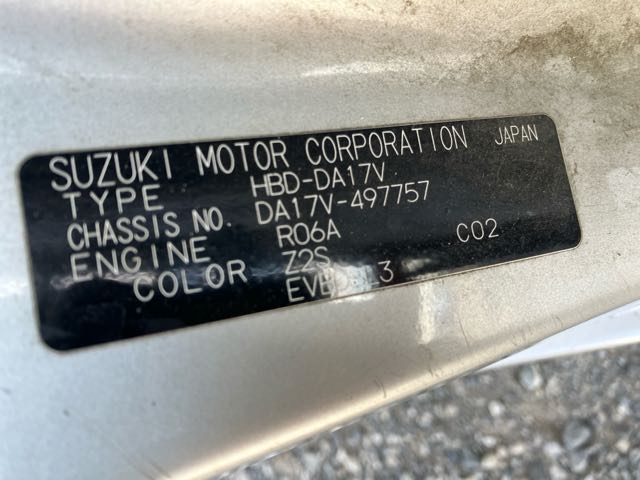 SUZUKI MOTOR CORPORATION JAPAN
TYPE HBD-DA17V
CHASSIS NO. DA17V-497757
ENGINE R06A C02
COLOR Z2S